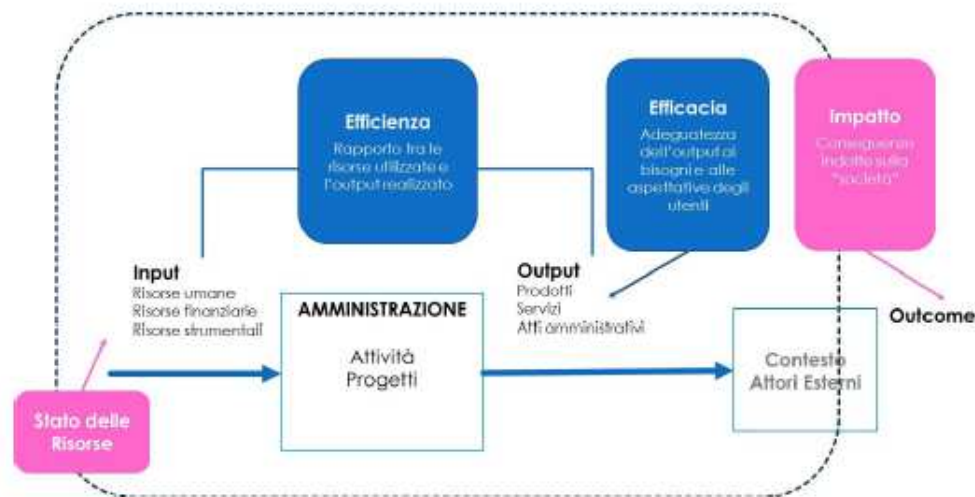 Efficienza
Rapporto tra le
risorse utilizzate e
l'output realizzato
Efficacia
Adeguatezza
dell'output ai
bisogni e alle
aspettative degli
utenti
Impatto
Conseguenze
indotte sulla
"società"
Input
Risorse umane
Risorse finanziarie
Risorse strumentali
AMMINISTRAZIONE
Attività
Progetti
Output
Prodotti
Servizi
Atti amministrativi
Outcome
Contesto
Attori Esterni
Stato delle
Risorse